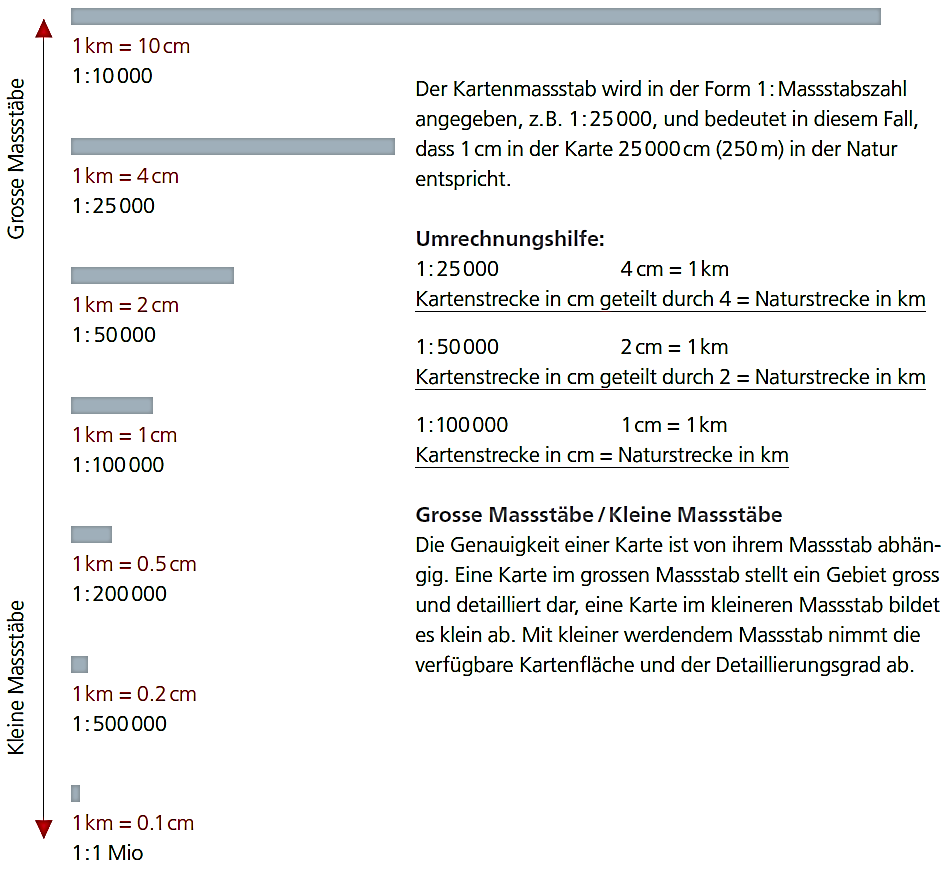 Grosse Massstäbe
Kleine Massstäbe
1 km = 10 cm
1:10 000
1 km = 4 cm
1:25 000
1 km = 2 cm
1:50 000
1 km = 1 cm
1:100 000
1 km = 0.5 cm
1:200 000
1 km = 0.2 cm
1:500 000
1 km = 0.1 cm
1:1 Mio
Der Kartenmassstab wird in der Form 1:Massstabszahl
angegeben, z.B. 1:25 000, und bedeutet in diesem Fall,
dass 1 cm in der Karte 25 000 cm (250 m) in der Natur
entspricht.
Umrechnungshilfe:
1:25 000 4 cm = 1 km
Kartenstrecke in cm geteilt durch 4 = Naturstrecke in km
1:50 000 2 cm = 1 km
Kartenstrecke in cm geteilt durch 2 = Naturstrecke in km
1:100 000 1 cm = 1 km
Kartenstrecke in cm = Naturstrecke in km
Grosse Massstäbe / Kleine Massstäbe
Die Genauigkeit einer Karte ist von ihrem Massstab abhän-
gig. Eine Karte im grossen Massstab stellt ein Gebiet gross
und detailliert dar, eine Karte im kleineren Massstab bildet
es klein ab. Mit kleiner werdendem Massstab nimmt die
verfügbare Kartenfläche und der Detaillierungsgrad ab.